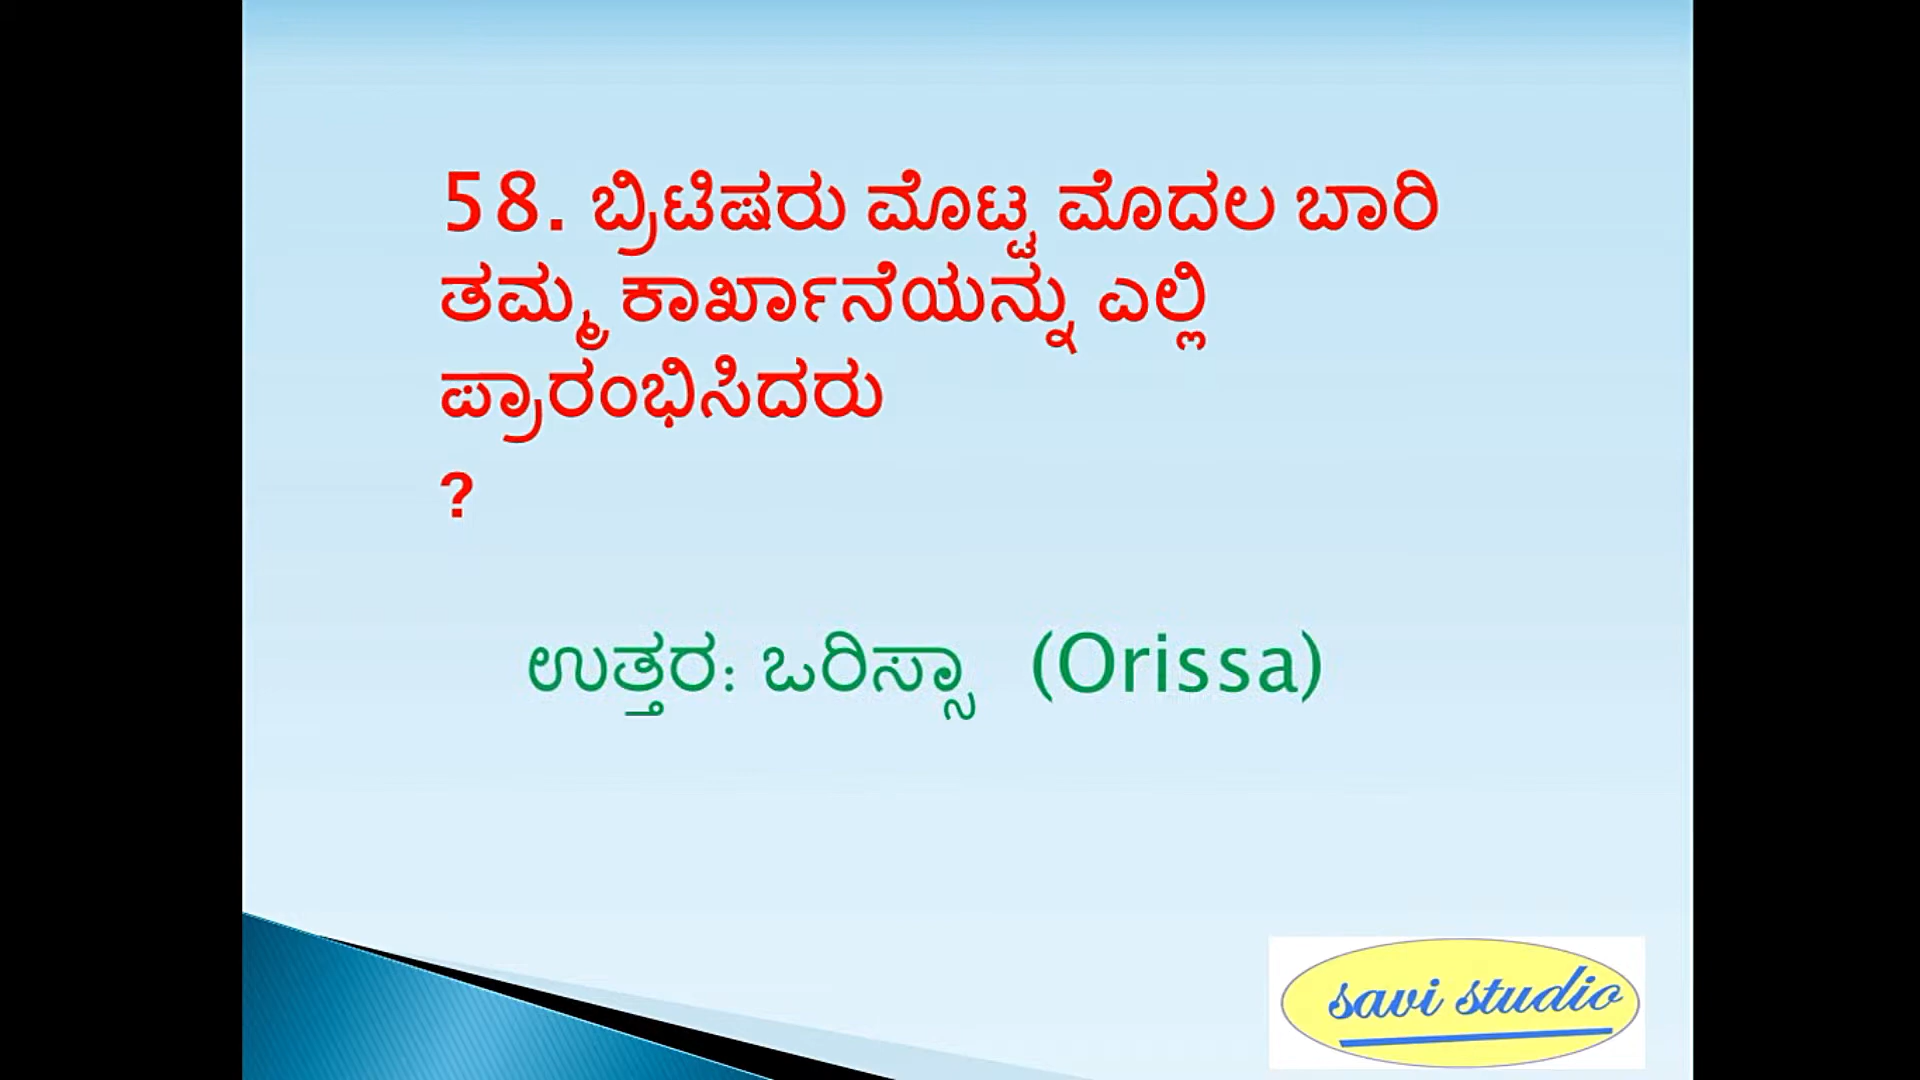 58. ಬ್ರಿಟಿಷರು ಮೊಟ್ಟ ಮೊದಲ ಬಾರಿ
ತಮ್ಮ ಕಾರ್ಖಾನೆಯನ್ನು ಎಲ್ಲಿ
ಪ್ರಾರಂಭಿಸಿದರು
?
ಉತ್ತರ: ಒರಿಸ್ಸಾ (Orissa)
savi studio